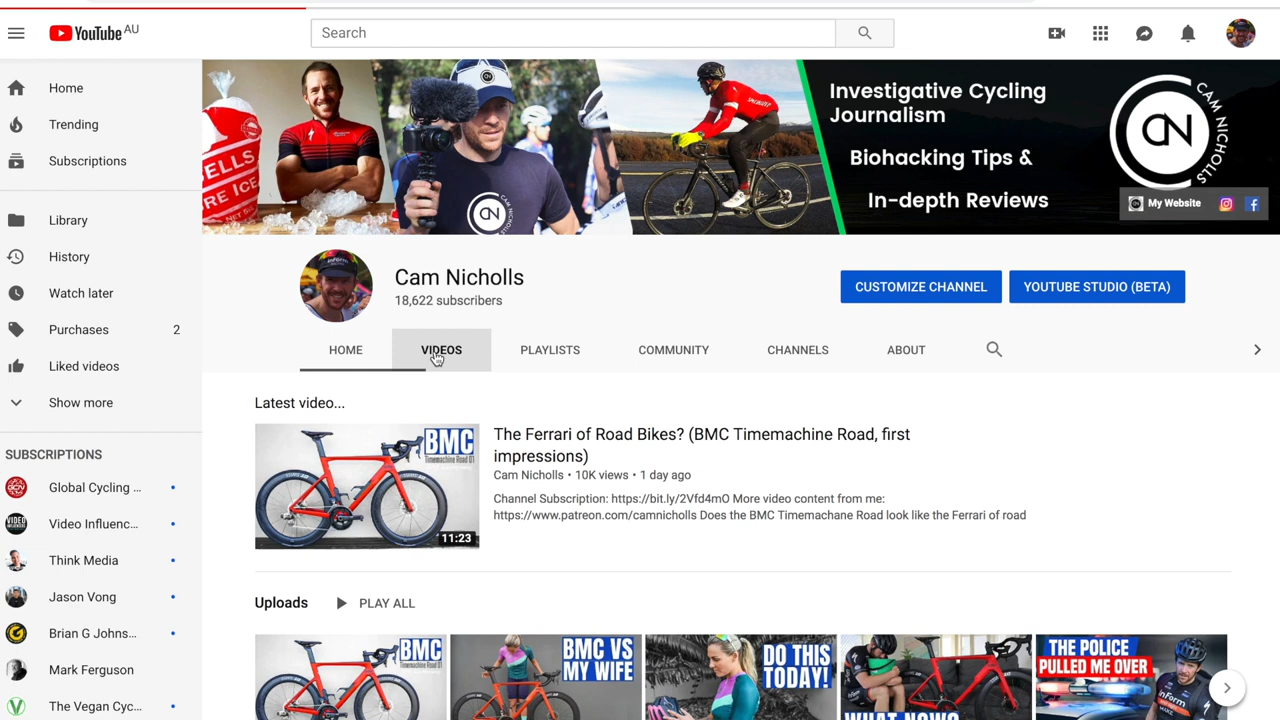 YouTube AU
Search
Home
Trending
Subscriptions
Library
History
Watch later
Purchases 2
Liked videos
Show more
SUBSCRIPTIONS
Global Cycling ...
Video Influenc...
Think Media
Jason Vong
Brian G Johns...
Mark Ferguson
The Vegan Cyc...
Investigative Cycling
Journalism
Biohacking Tips &
In-depth Reviews
CAM NICHOLLS
My Website
Cam Nicholls
18,622 subscribers
CUSTOMIZE CHANNEL
YOUTUBE STUDIO (BETA)
HOME VIDEOS PLAYLISTS COMMUNITY CHANNELS ABOUT
Latest video...
BMC
Timemachine Road 01
11:23
The Ferrari of Road Bikes? (BMC Timemachine Road, first
impressions)
Cam Nicholls • 10K views • 1 day ago
Channel Subscription: https://bit.ly/2Vfd4mO More video content from me:
https://www.patreon.com/camnicholls Does the BMC Timemachane Road look like the Ferrari of road
Uploads PLAY ALL
BMC
Timemachine Road 01
BMC VS
MY WIFE
DO THIS
TODAY!
WHAT NOW?
THE POLICE
PULLED ME OVER